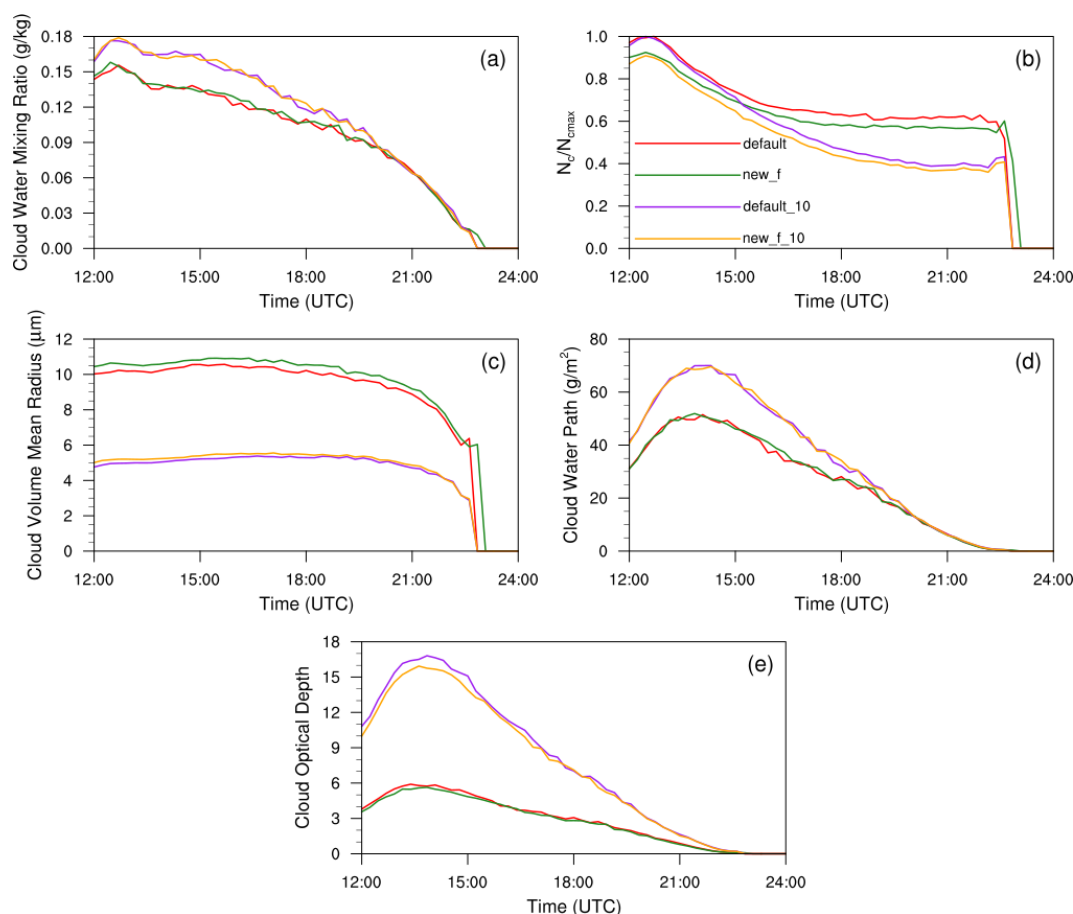 0.18
0.15
0.12
0.09
0.06
0.03
0.00
Cloud Water Mixing Ratio (g/kg)
(a)
12:00 15:00 18:00 21:00 24:00
Time (UTC)
1.0
0.8
0.6
0.4
0.2
0.0
Nc/Ncmax
(b)
default
new_f
default_10
new_f_10
12:00 15:00 18:00 21:00 24:00
Time (UTC)
12
10
8
6
4
2
0
Cloud Volume Mean Radius (μm)
(c)
12:00 15:00 18:00 21:00 24:00
Time (UTC)
80
60
40
20
0
Cloud Water Path (g/m²)
(d)
12:00 15:00 18:00 21:00 24:00
Time (UTC)
18
15
12
9
6
3
0
Cloud Optical Depth
(e)
12:00 15:00 18:00 21:00 24:00
Time (UTC)